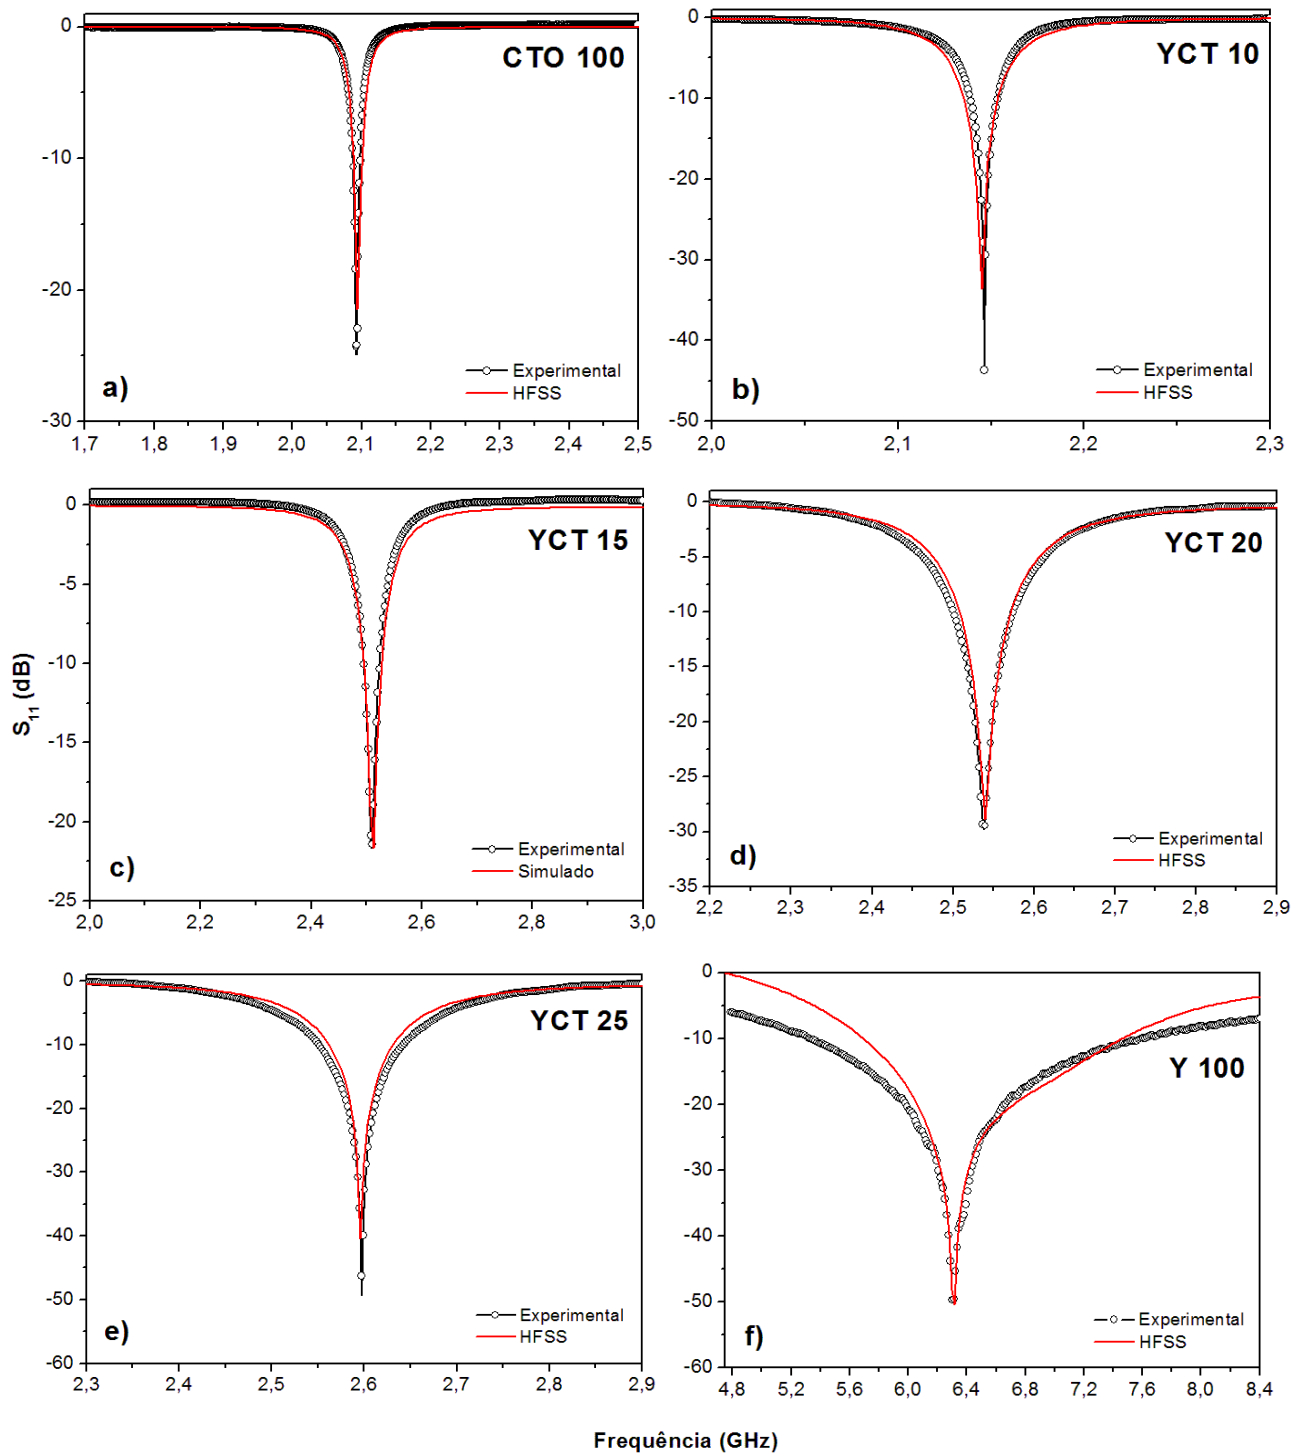 CTO 100
0
-10
-20
-30
1,7 1,8 1,9 2,0 2,1 2,2 2,3 2,4 2,5
Experimental
HFSS
a)
YCT 10
0
-10
-20
-30
-40
-50
2,0 2,1 2,2 2,3
Experimental
HFSS
b)
YCT 15
0
-5
-10
-15
-20
-25
2,0 2,2 2,4 2,6 2,8 3,0
Experimental
Simulado
c)
S11 (dB)
YCT 20
0
-5
-10
-15
-20
-25
-30
-35
2,2 2,3 2,4 2,5 2,6 2,7 2,8 2,9
Experimental
HFSS
d)
YCT 25
0
-10
-20
-30
-40
-50
-60
2,3 2,4 2,5 2,6 2,7 2,8 2,9
Experimental
HFSS
e)
Y 100
0
-10
-20
-30
-40
-50
-60
4,8 5,2 5,6 6,0 6,4 6,8 7,2 7,6 8,0 8,4
Experimental
HFSS
f)
Frequência (GHz)